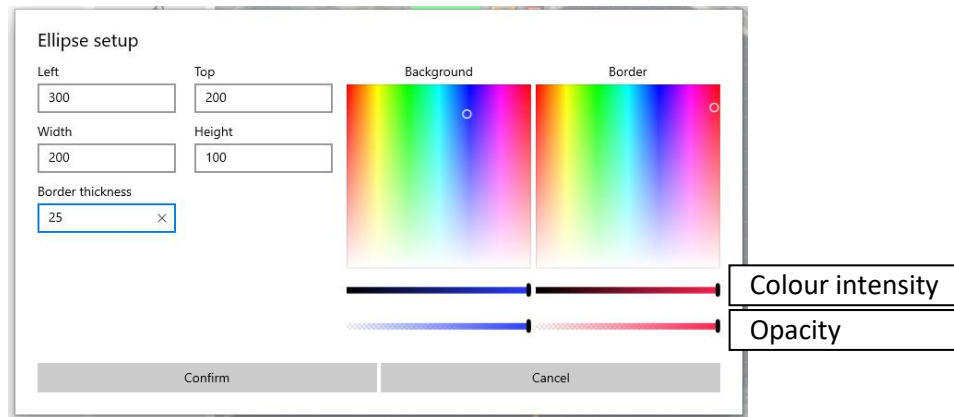 Ellipse setup
Left Top Background Border
300 200
Width Height
200 100
Border thickness
25
Colour intensity
Opacity
Confirm Cancel